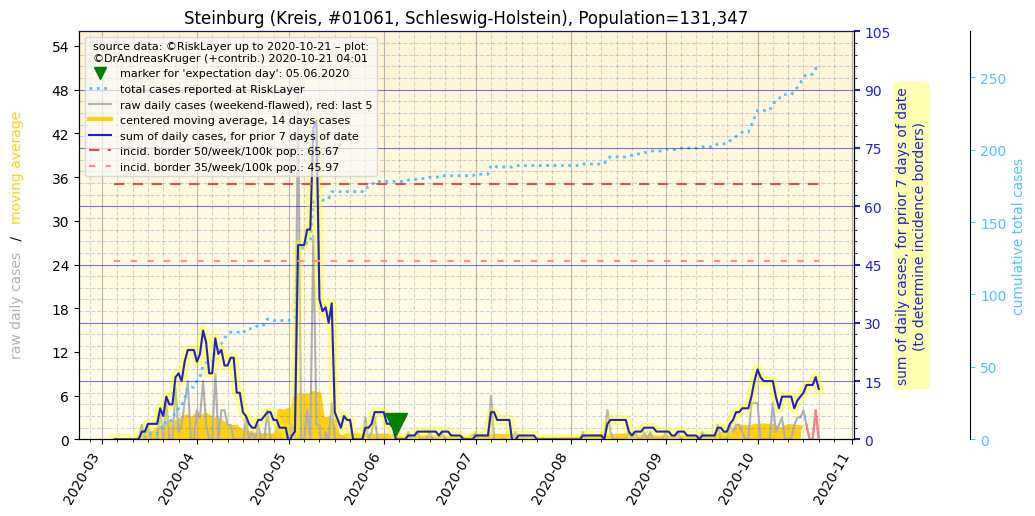 Steinburg (Kreis, #01061, Schleswig-Holstein), Population=131,347
source data: ©RiskLayer up to 2020-10-21 – plot:
©DrAndreasKruger (+contrib.) 2020-10-21 04:01
marker for 'expectation day': 05.06.2020
total cases reported at RiskLayer
raw daily cases (weekend-flawed), red: last 5
centered moving average, 14 days cases
sum of daily cases, for prior 7 days of date
incid. border 50/week/100k pop.: 65.67
incid. border 35/week/100k pop.: 45.97
raw daily cases / moving average
54
48
42
36
30
24
18
12
6
0
2020-03
2020-04
2020-05
2020-06
2020-07
2020-08
2020-09
2020-10
2020-11
105
90
75
60
45
30
15
0
sum of daily cases, for prior 7 days of date
(to determine incidence borders)
250
200
150
100
50
0
cumulative total cases